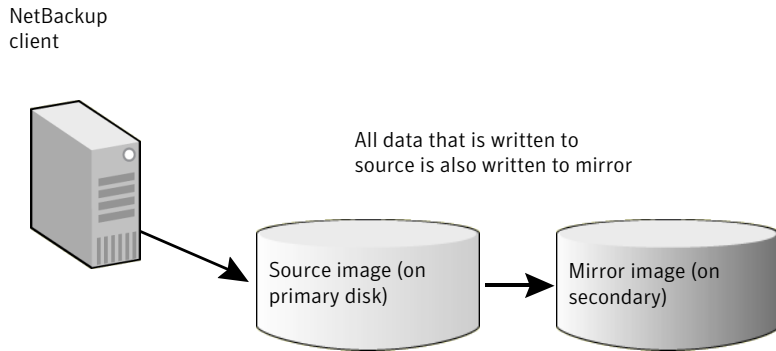 NetBackup
client
All data that is written to
source is also written to mirror
Source image (on
primary disk)
Mirror image (on
secondary)